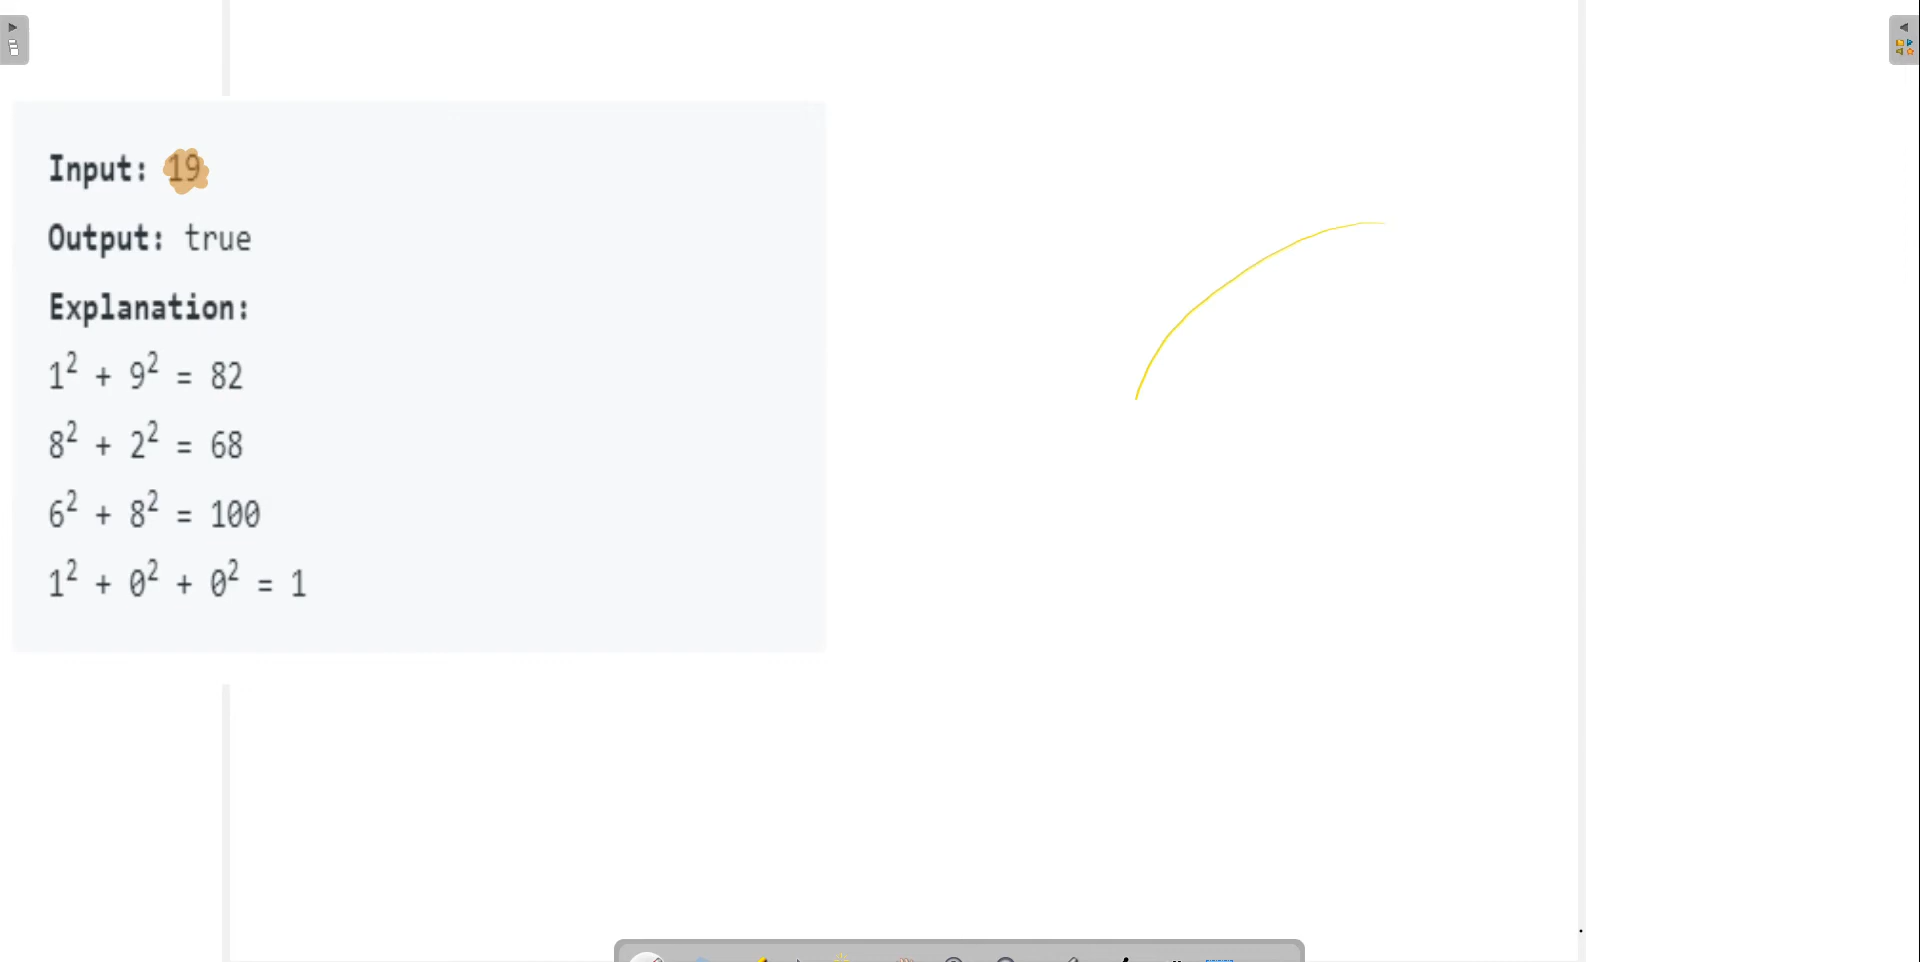 Input: 19
Output: true
Explanation:
1² + 9² = 82
8² + 2² = 68
6² + 8² = 100
1² + 0² + 0² = 1